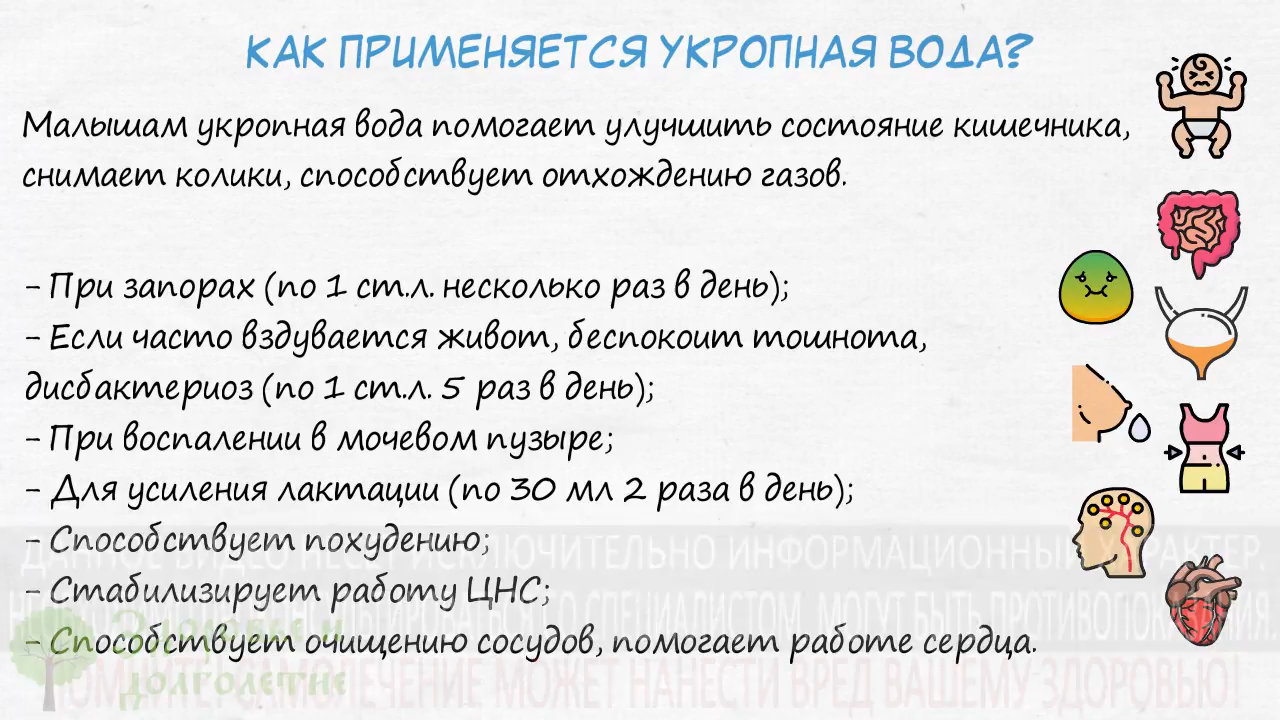 КАК ПРИМЕНЯЕТСЯ УКРОПНАЯ ВОДА?
Малышам укропная вода помогает улучшить состояние кишечника,
снимает колики, способствует отхождению газов.
- При запорах (по 1 ст.л. несколько раз в день);
- Если часто вздувается живот, беспокоит тошнота,
дисбактериоз (по 1 ст.л. 5 раз в день);
- При воспалении в мочевом пузыре;
- Для усиления лактации (по 30 мл 2 раза в день);
- Способствует похудению;
ИНФОРМАЦИОННЫЙ ХАРАКТЕР.
- Стабилизирует работу ЦНС;
МОГУТ БЫТЬ ПРОТИВОПОКАЗАНИЯ.
- Способствует очищению сосудов, помогает работе сердца.
Здоровье и
долголетие
МОЖЕТ НАНЕСТИ ВРЕД ВАШЕМУ ЗДОРОВЬЮ!